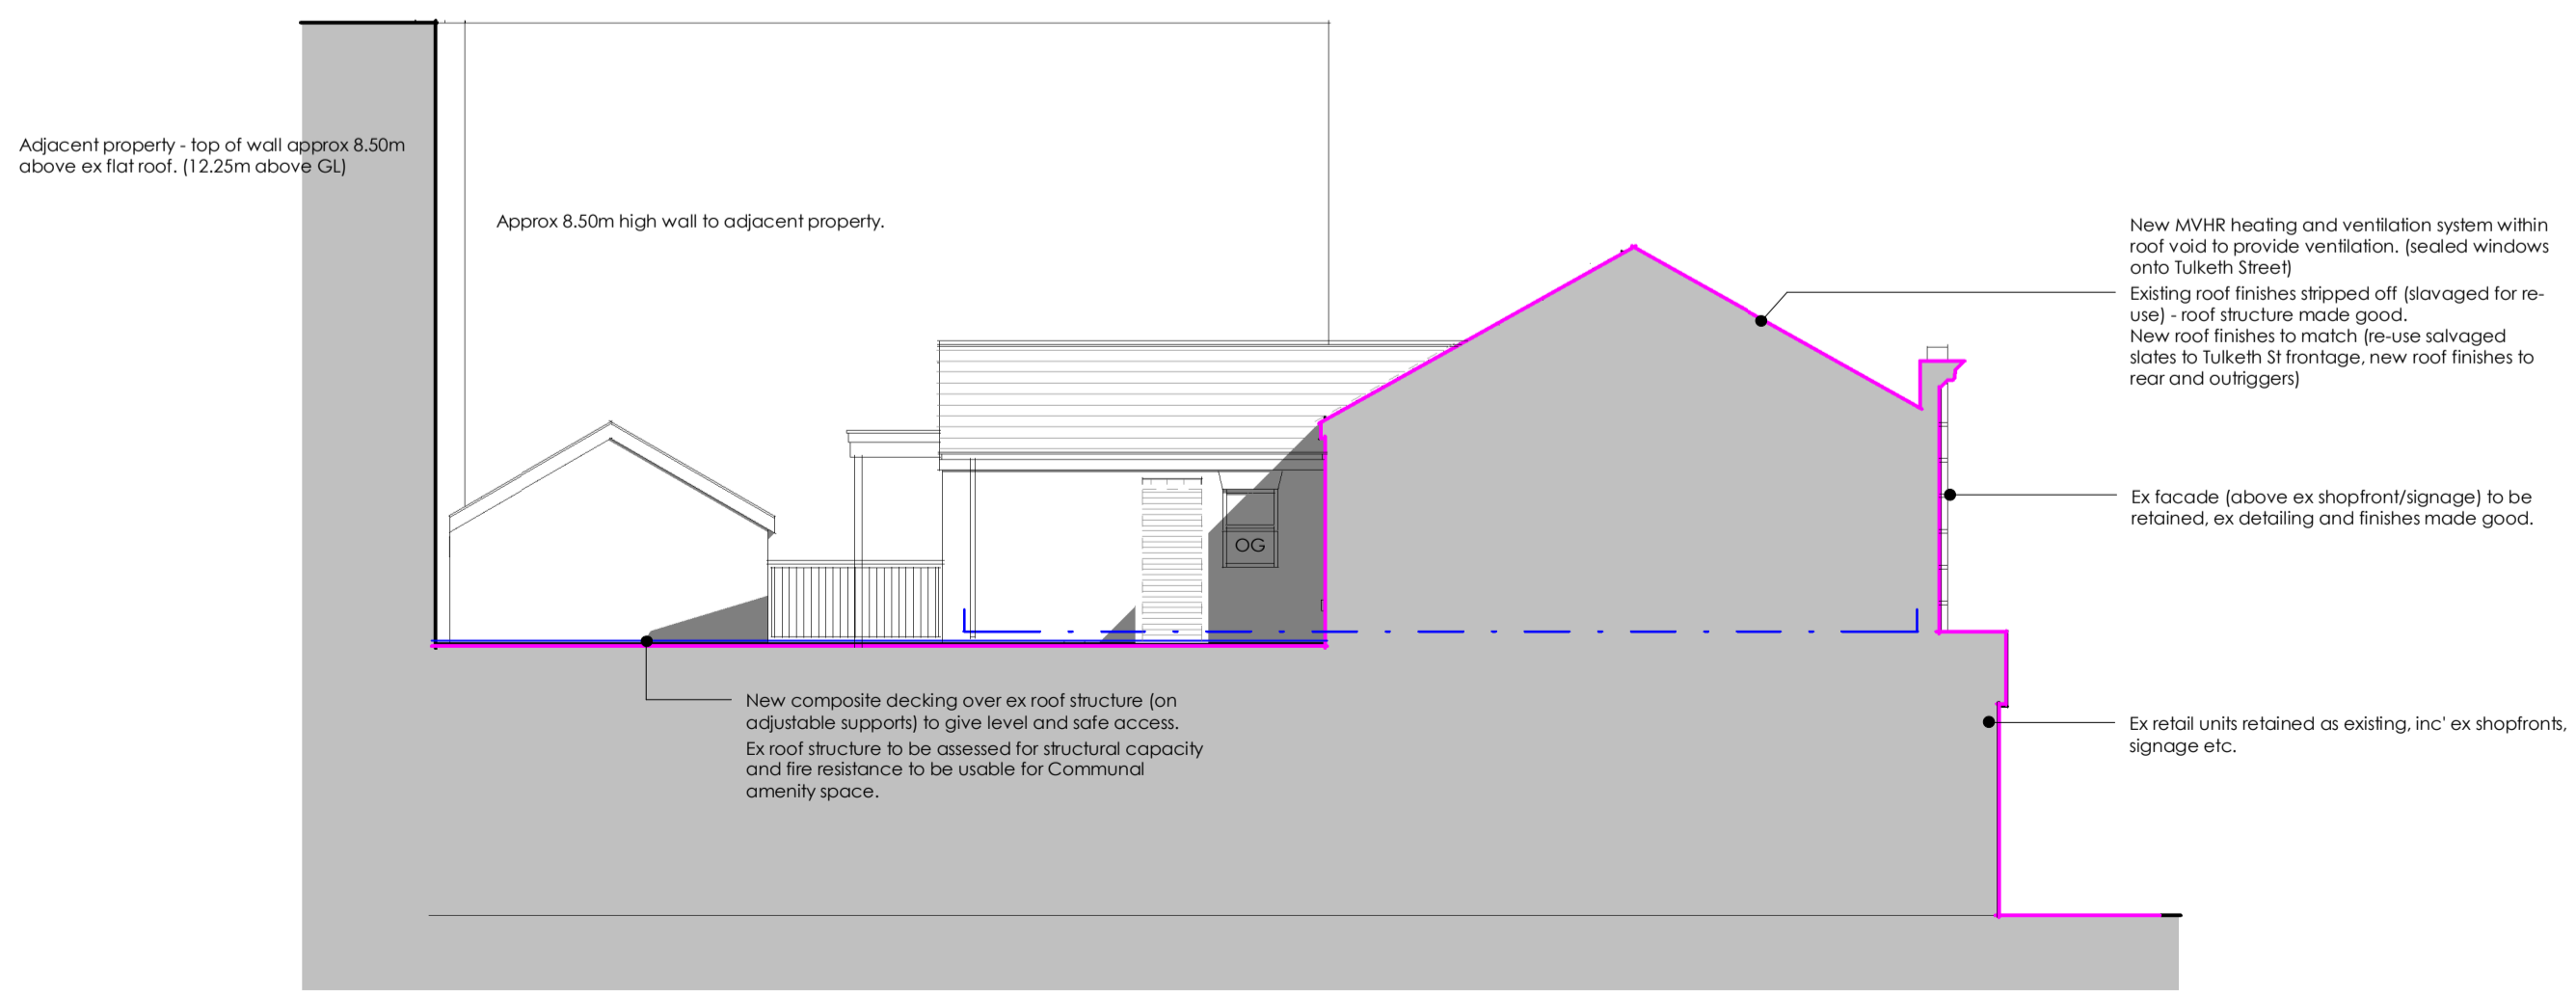 Adjacent property - top of wall approx 8.50m
above ex flat roof. (12.25m above GL)
Approx 8.50m high wall to adjacent property.
New MVHR heating and ventilation system within
roof void to provide ventilation. (sealed windows
onto Tulketh Street)
Existing roof finishes stripped off (slavaged for re-
use) - roof structure made good.
New roof finishes to match (re-use salvaged
slates to Tulketh St frontage, new roof finishes to
rear and outriggers)
Ex facade (above ex shopfront/signage) to be
retained, ex detailing and finishes made good.
OG
New composite decking over ex roof structure (on
adjustable supports) to give level and safe access.
Ex roof structure to be assessed for structural capacity
and fire resistance to be usable for Communal
amenity space.
Ex retail units retained as existing, inc' ex shopfronts,
signage etc.